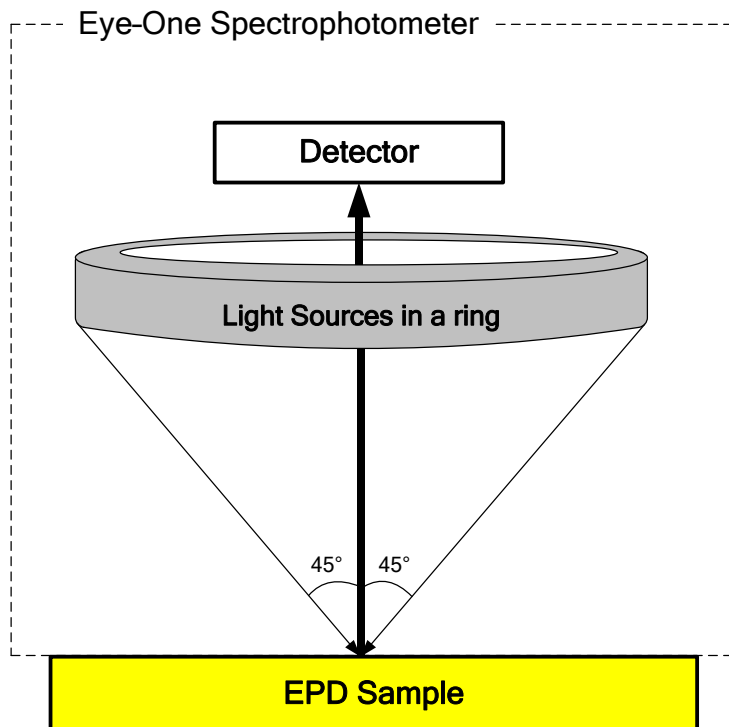 Eye-One Spectrophotometer
Detector
Light Sources in a ring
45° 45°
EPD Sample